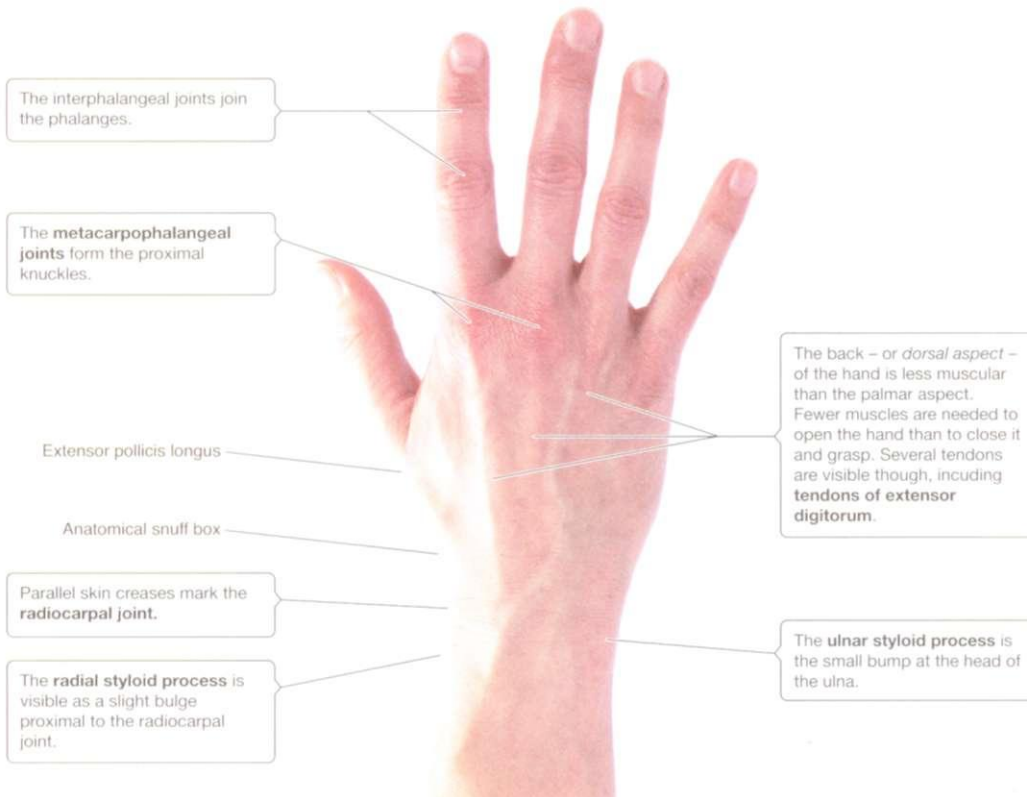 The interphalangeal joints join
the phalanges.
The metacarpophalangeal
joints form the proximal
knuckles.
Extensor pollicis longus
Anatomical snuff box
Parallel skin creases mark the
radiocarpal joint.
The radial styloid process is
visible as a slight bulge
proximal to the radiocarpal
joint.
The back – or dorsal aspect –
of the hand is less muscular
than the palmar aspect.
Fewer muscles are needed to
open the hand than to close it
and grasp. Several tendons
are visible though, incuding
tendons of extensor
digitorum.
The ulnar styloid process is
the small bump at the head of
the ulna.